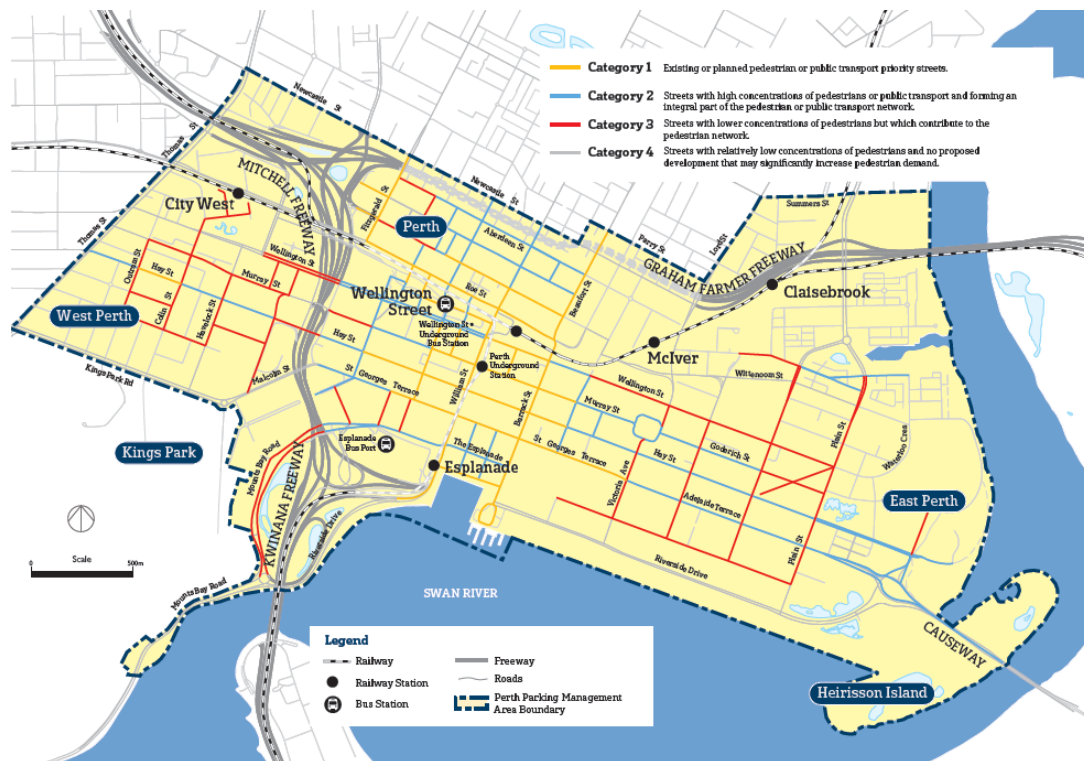 Category 1 Existing or planned pedestrian or public transport priority streets.
Category 2 Streets with high concentrations of pedestrians or public transport and forming an
integral part of the pedestrian or public transport network.
Category 3 Streets with lower concentrations of pedestrians but which contribute to the
pedestrian network.
Category 4 Streets with relatively low concentrations of pedestrians and no proposed
development that may significantly increase pedestrian demand.
Newcastle
St
Thomas St
MITCHELL FREEWAY
City West
Newcastle
St
Fitzgerald St
Perth
Aberdeen St
Summers St
Parry St
Lord St
GRAHAM FARMER FREEWAY
Thomas St
Outram St
Hay St
Wellington St
Murray St
Colin St
Havelock St
Roe St
Beaufort St
Claisebrook
West Perth
Wellington
Street
Wellington St
Underground
Bus Station
McIver
Perth
Underground
Station
Hay St
Kings Park Rd
Malcolm St
St Georges Terrace
William St
Barrack St
Wellington St
Wittenoom St
Murray St
Plain St
Kings Park
Mounts Bay Road
Esplanade
Bus Port
The Esplanade
St Georges Terrace
Hay St
Goderich St
Waterloo Cres
Esplanade
Victoria Ave
Adelaide Terrace
East Perth
KWINANA FREEWAY
Riverside Drive
Plain St
Riverside Drive
Scale
0 500m
Mounts Bay Road
SWAN RIVER
CAUSEWAY
Heirisson Island
Legend
Railway
Railway Station
Bus Station
Freeway
Roads
Perth Parking Management
Area Boundary